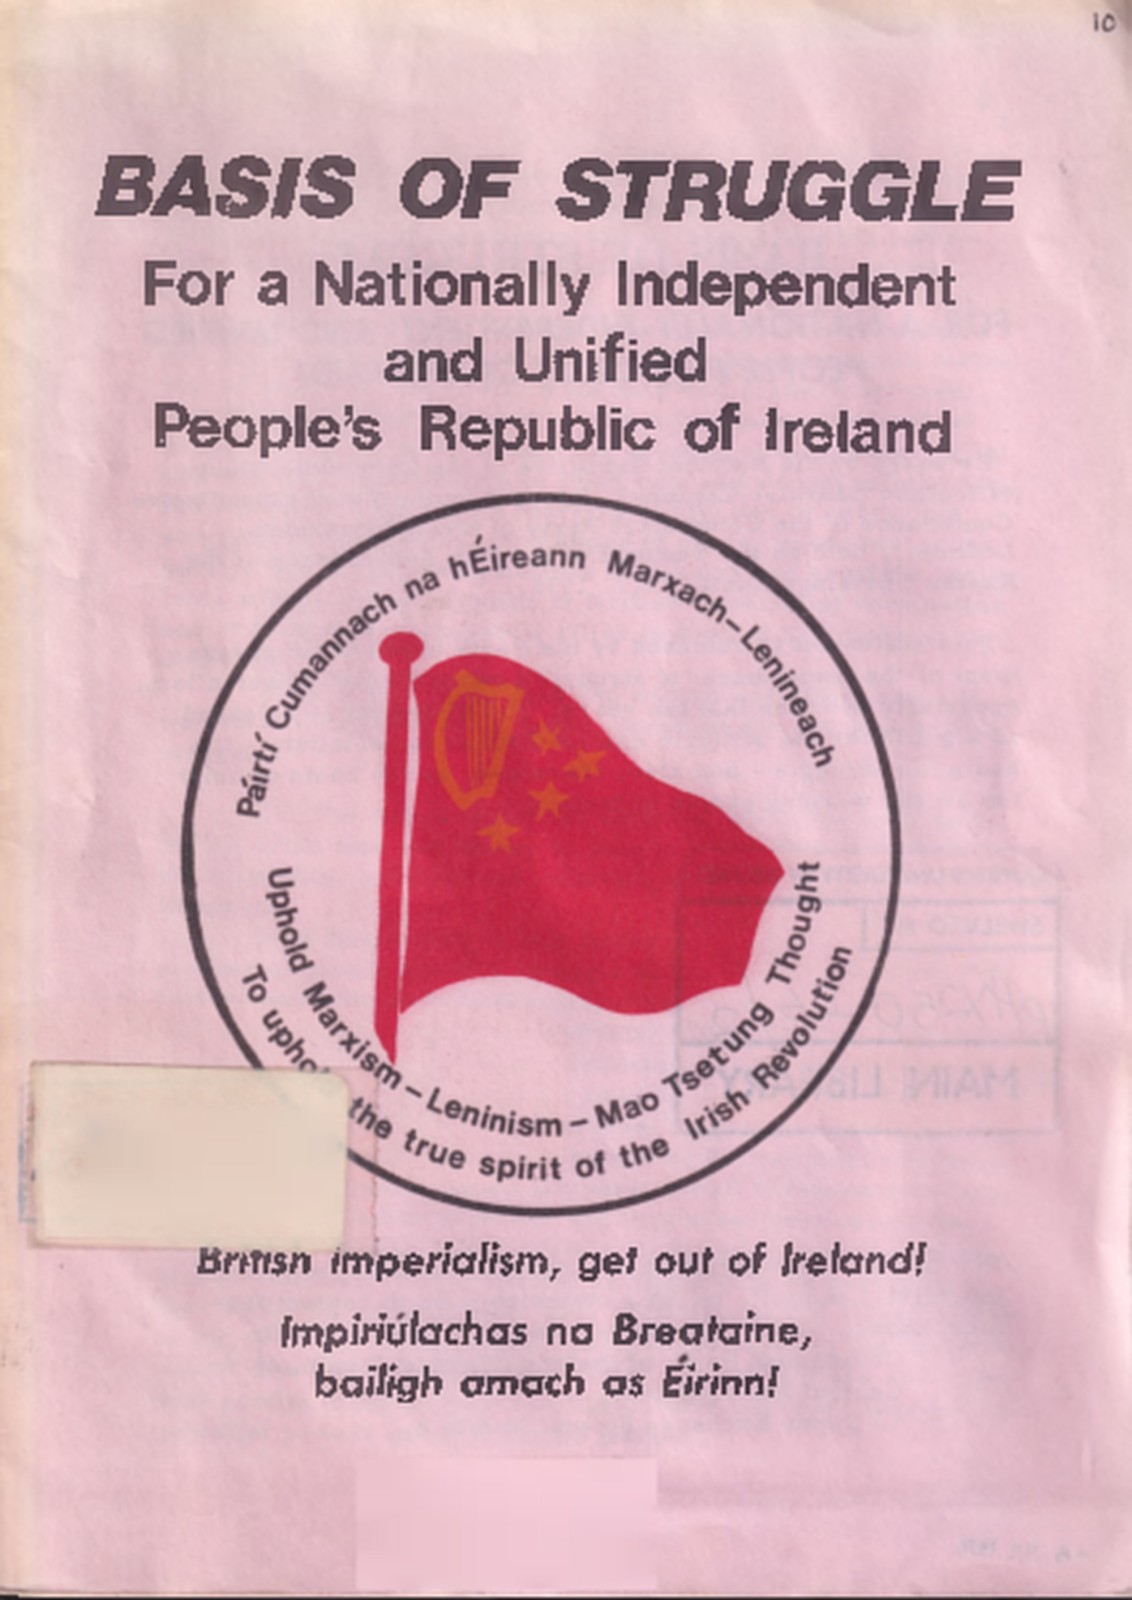 10
BASIS OF STRUGGLE
For a Nationally Independent
and Unified
People's Republic of Ireland
Páirtí Cumannach na hÉireann Marxach–Lenineach
Uphold Marxism–Leninism–Mao Tsetung Thought
To the true spirit of the Irish Revolution
British imperialism, get out of Ireland!
Impiriúlachas na Breataine,
bailigh amach as Éirinn!
MAIN LIBRARY